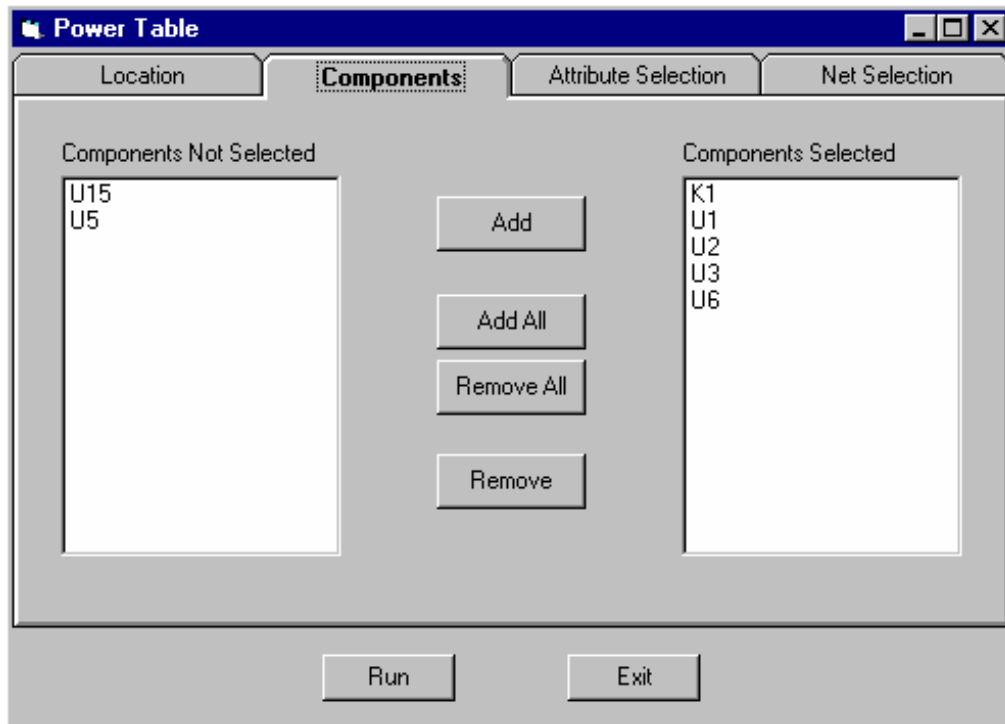 Power Table
Location
Components
Attribute Selection
Net Selection
Components Not Selected
U15
U5
Add
Add All
Remove All
Remove
Components Selected
K1
U1
U2
U3
U6
Run
Exit